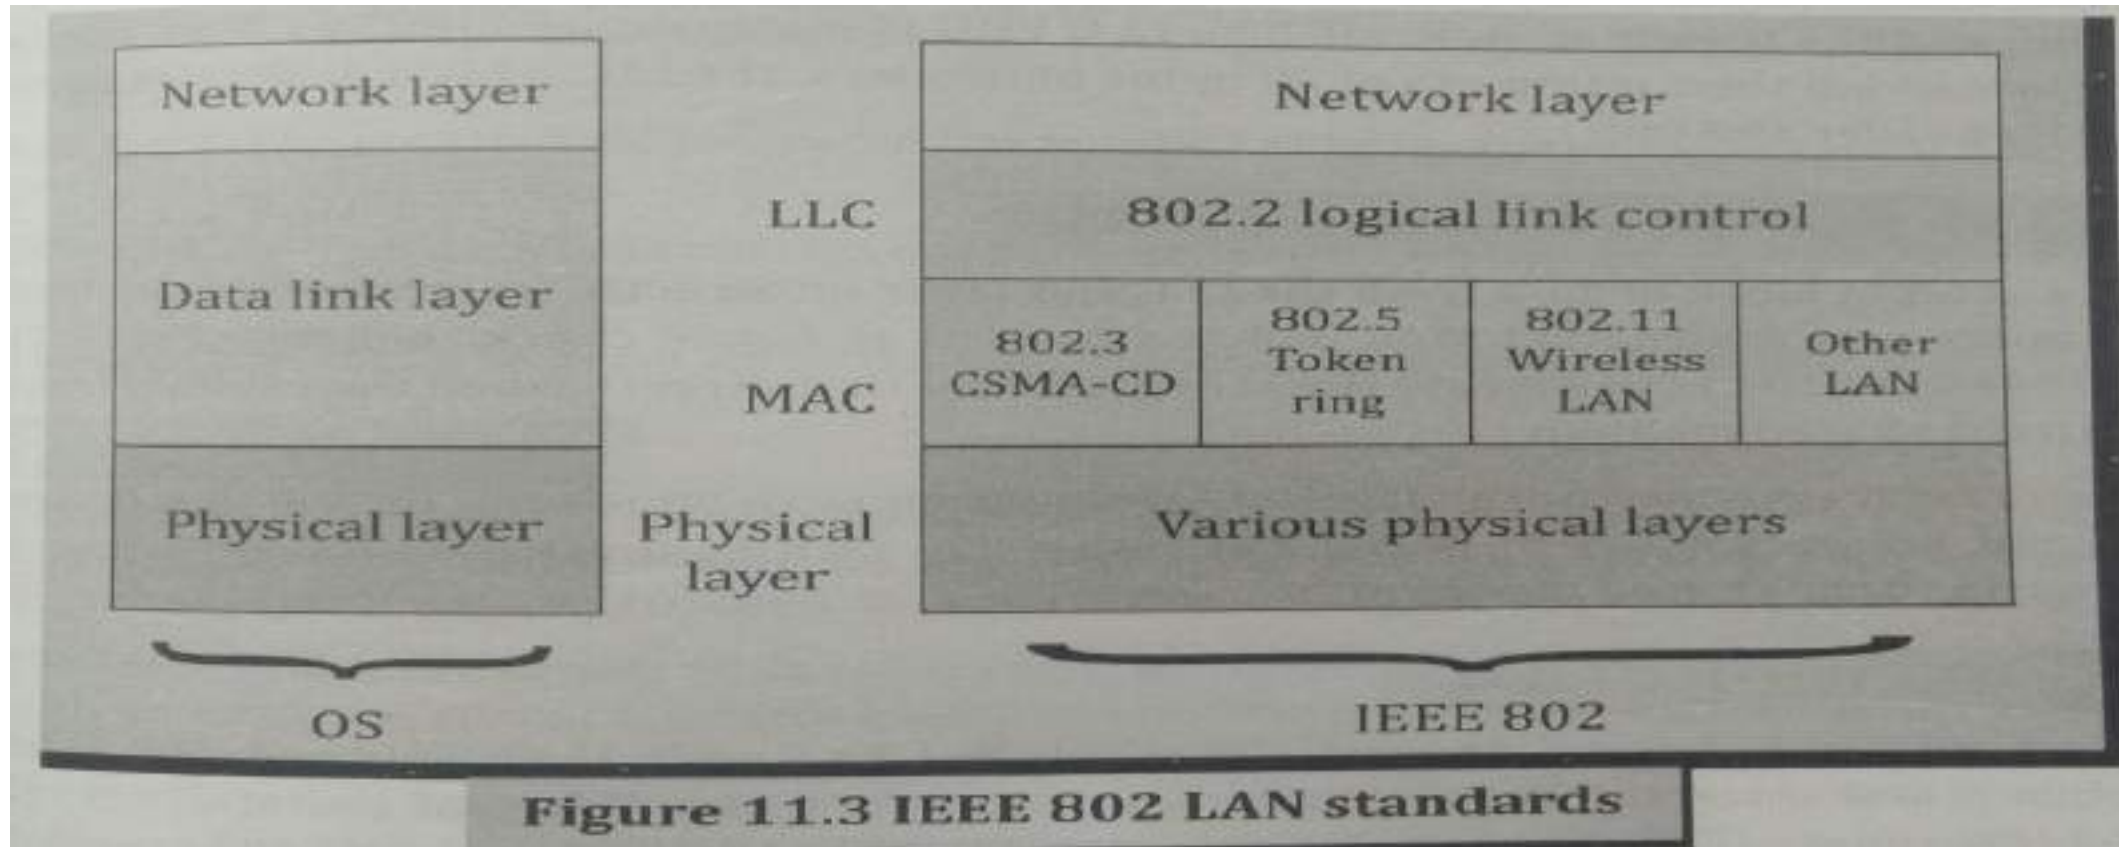 Network layer
Data link layer
Physical layer
OS
LLC
MAC
Physical
layer
Network layer
802.2 logical link control
802.3
CSMA-CD
802.5
Token
ring
802.11
Wireless
LAN
Other
LAN
Various physical layers
IEEE 802
Figure 11.3 IEEE 802 LAN standards